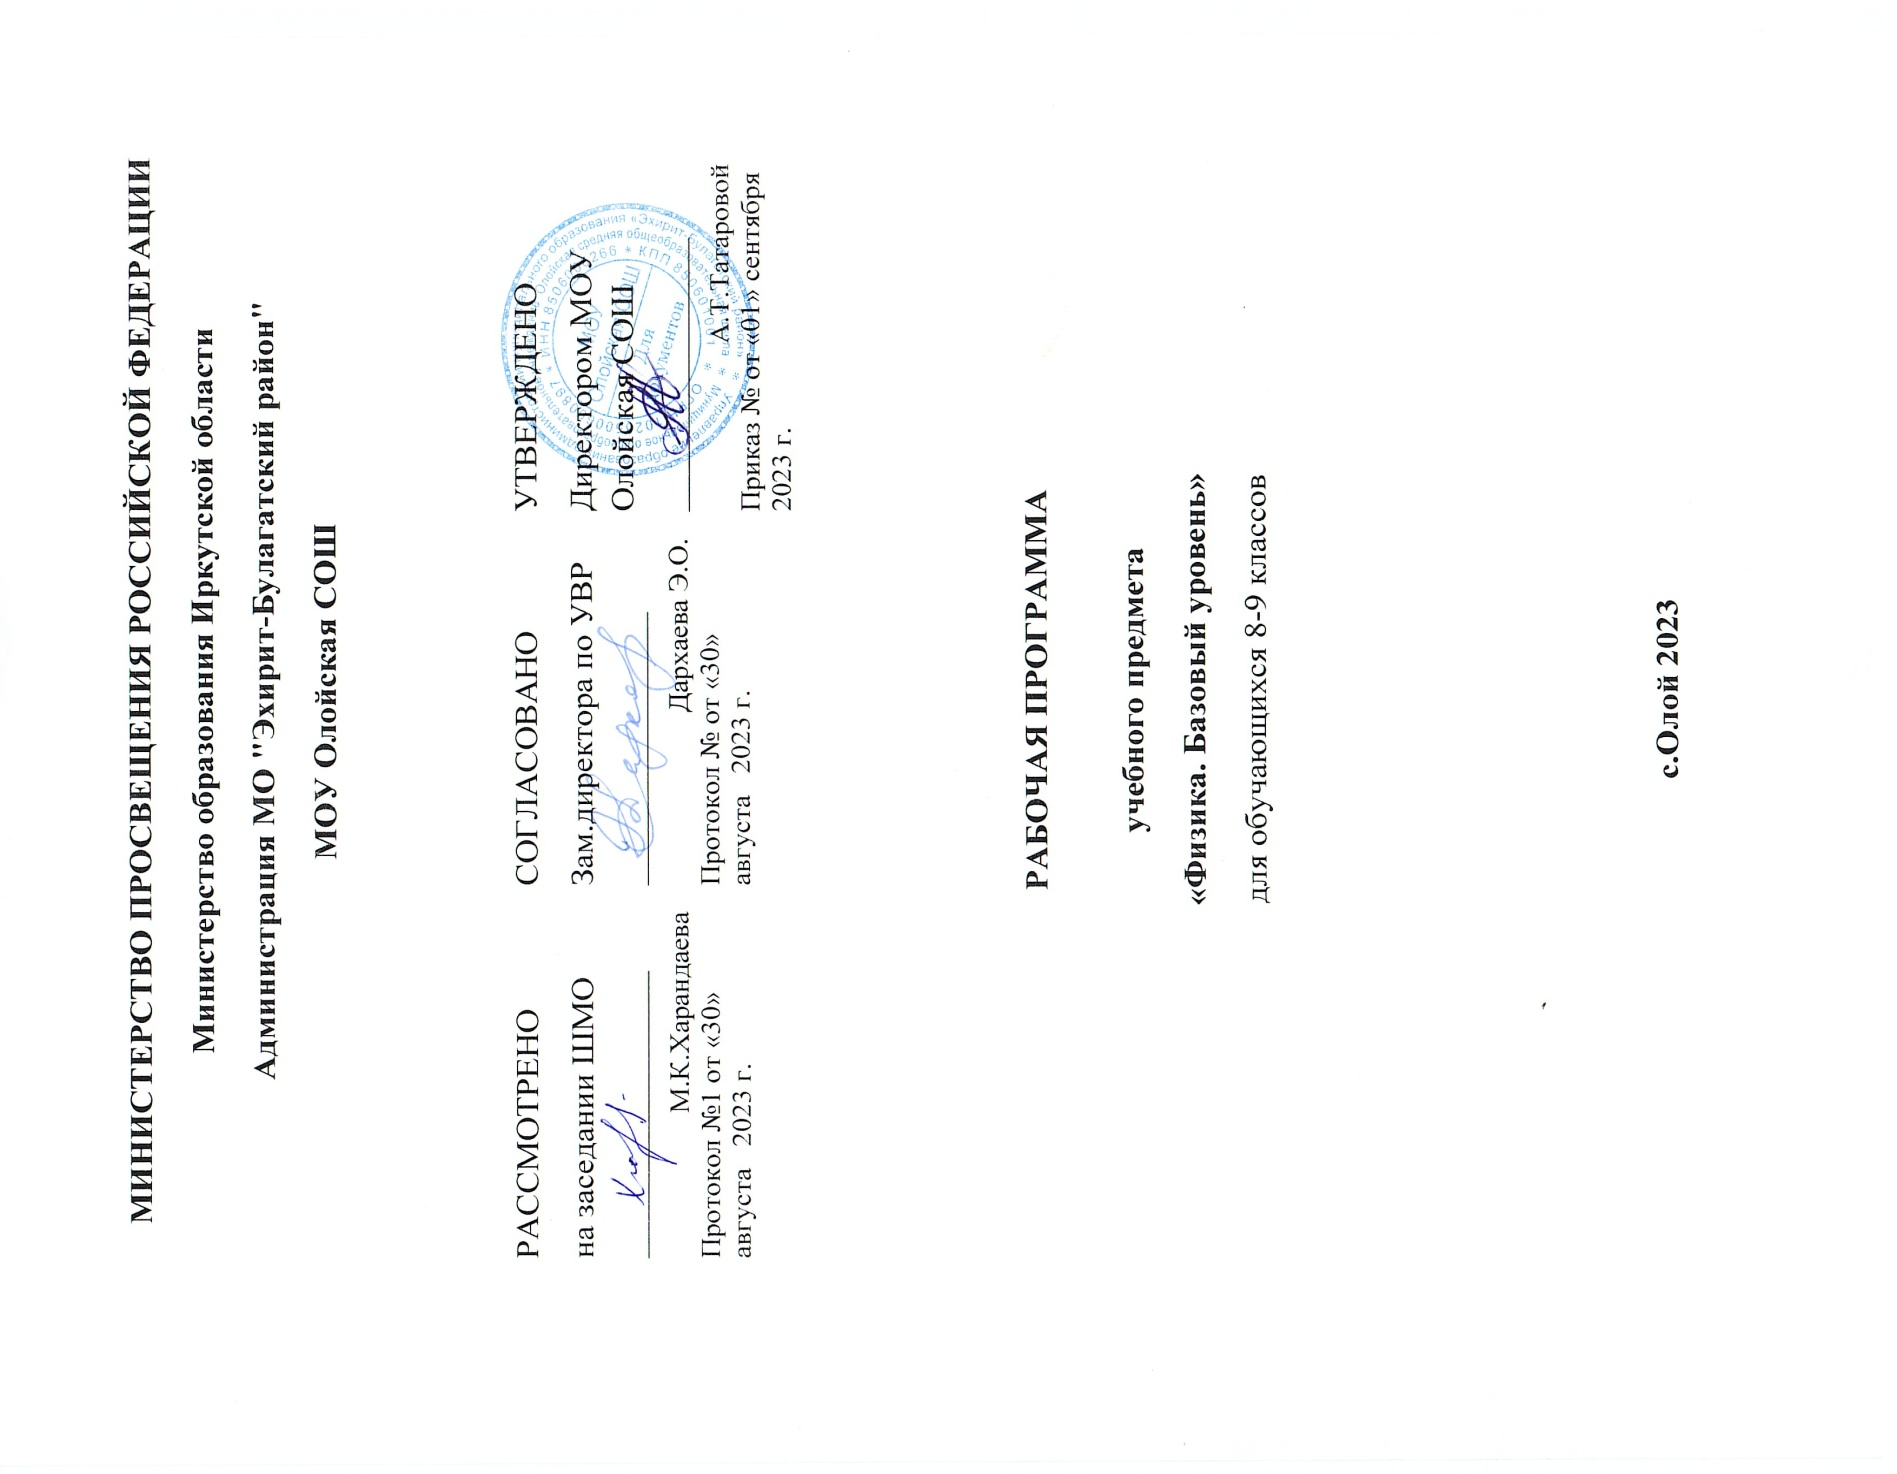 МИНИСТЕРСТВО ПРОСВЕЩЕНИЯ РОССИЙСКОЙ ФЕДЕРАЦИИ
Министерство образования Иркутской области
Администрация МО "Эхирит-Булагатский район"
МОУ Олойская СОШ
РАССМОТРЕНО
на заседании ШМО
М.К.Харандаева
Протокол №1 от «30»
августа 2023 г.
СОГЛАСОВАНО
Зам.директора по УВР
Дархаева Э.О.
Протокол № от «30»
августа 2023 г.
УТВЕРЖДЕНО
Директором МОУ
Олойская СОШ
А.Т.Татаровой
Приказ № от «01» сентября
2023 г.
РАБОЧАЯ ПРОГРАММА
учебного предмета
«Физика. Базовый уровень»
для обучающихся 8-9 классов
с.Олой 2023